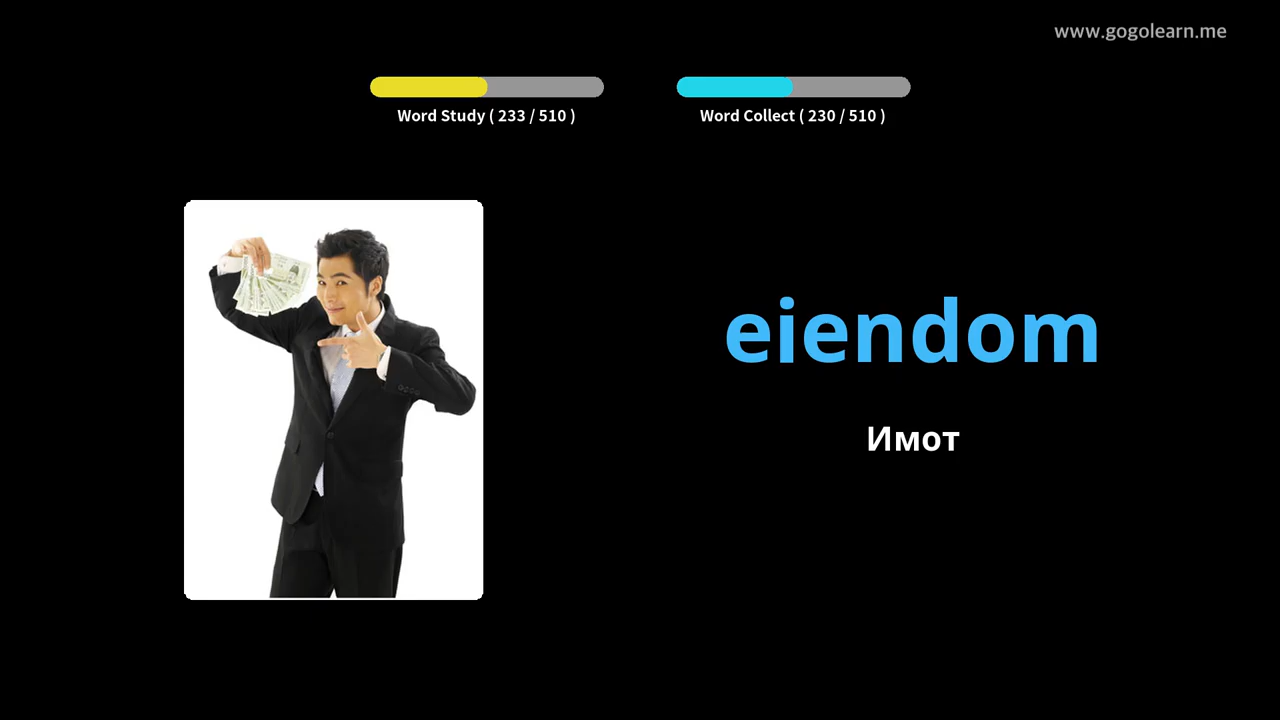 www.gogolearn.me
Word Study ( 233 / 510 )
Word Collect ( 230 / 510 )
eiendom
Имот